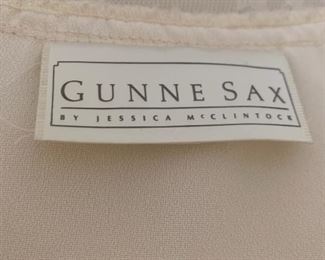 GUNNE SAX
BY JESSICA McCLINTOCK